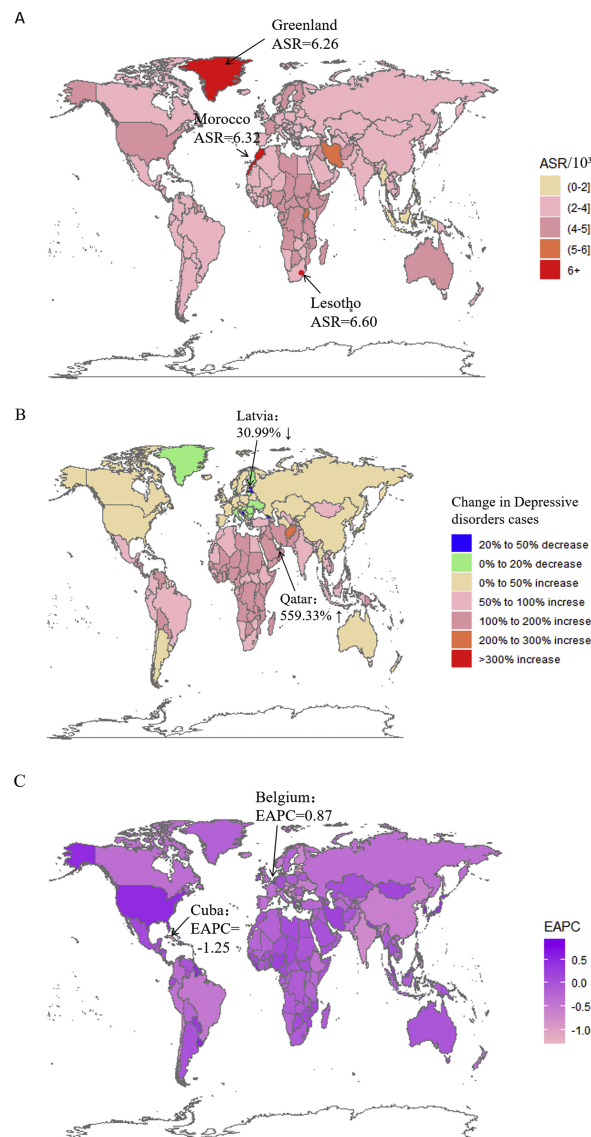 A
Greenland
ASR=6.26
Morocco
ASR=6.32
Lesotho
ASR=6.60
ASR/10⁵
(0-2]
(2-4]
(4-5]
(5-6]
6+
B
Latvia：
30.99% ↓
Qatar：
559.33% ↑
Change in Depressive
disorders cases
20% to 50% decrease
0% to 20% decrease
0% to 50% increase
50% to 100% increse
100% to 200% increse
200% to 300% increse
>300% increase
C
Belgium：
EAPC=0.87
Cuba：
EAPC=
-1.25
EAPC
0.5
0.0
-0.5
-1.0